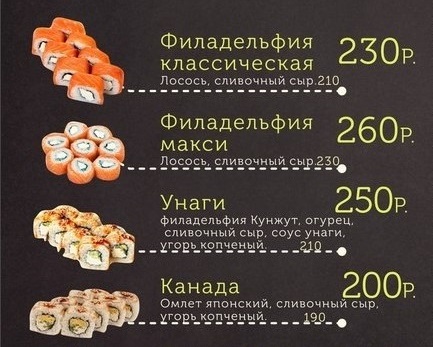 Филадельфия
классическая
230Р.
Лосось, сливочный сыр.210
Филадельфия
макси
260Р.
Лосось, сливочный сыр.230
Унаги
250Р.
филадельфия Кунжут, огурец,
сливочный сыр, соус унаги,
угорь копченый. 210
Канада
200Р.
Омлет японский, сливочный сыр,
угорь копченый. 190